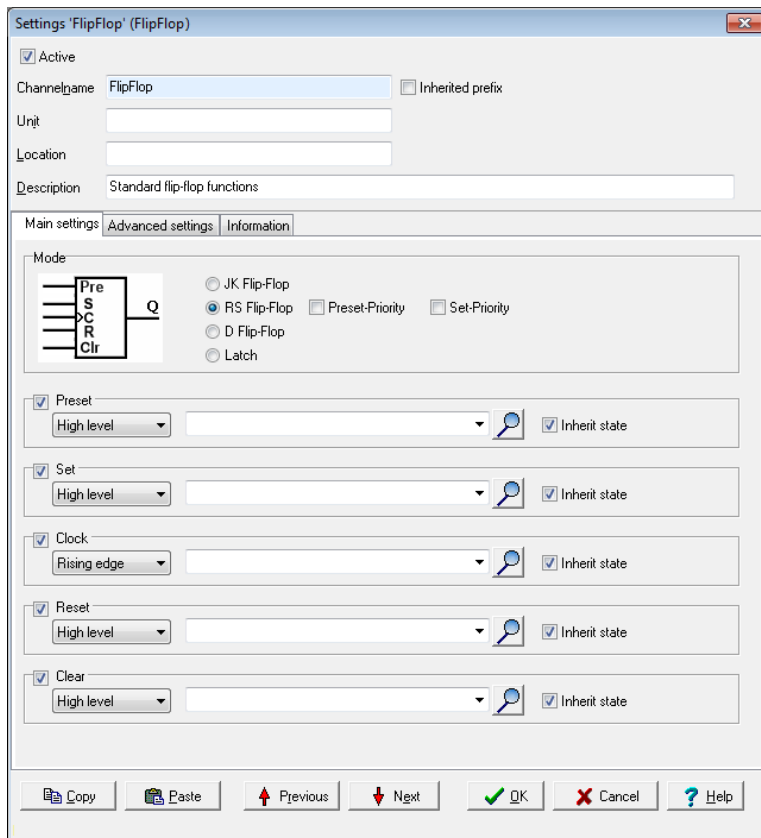 Settings 'FlipFlop' (FlipFlop)
Active
Channelname FlipFlop Inherited prefix
Unit
Location
Description Standard flip-flop functions
Main settings Advanced settings Information
Mode
Pre
S
C
R
Clr
Q
JK Flip-Flop
RS Flip-Flop Preset-Priority Set-Priority
D Flip-Flop
Latch
Preset
High level Inherit state
Set
High level Inherit state
Clock
Rising edge Inherit state
Reset
High level Inherit state
Clear
High level Inherit state
Copy Paste Previous Next OK Cancel Help